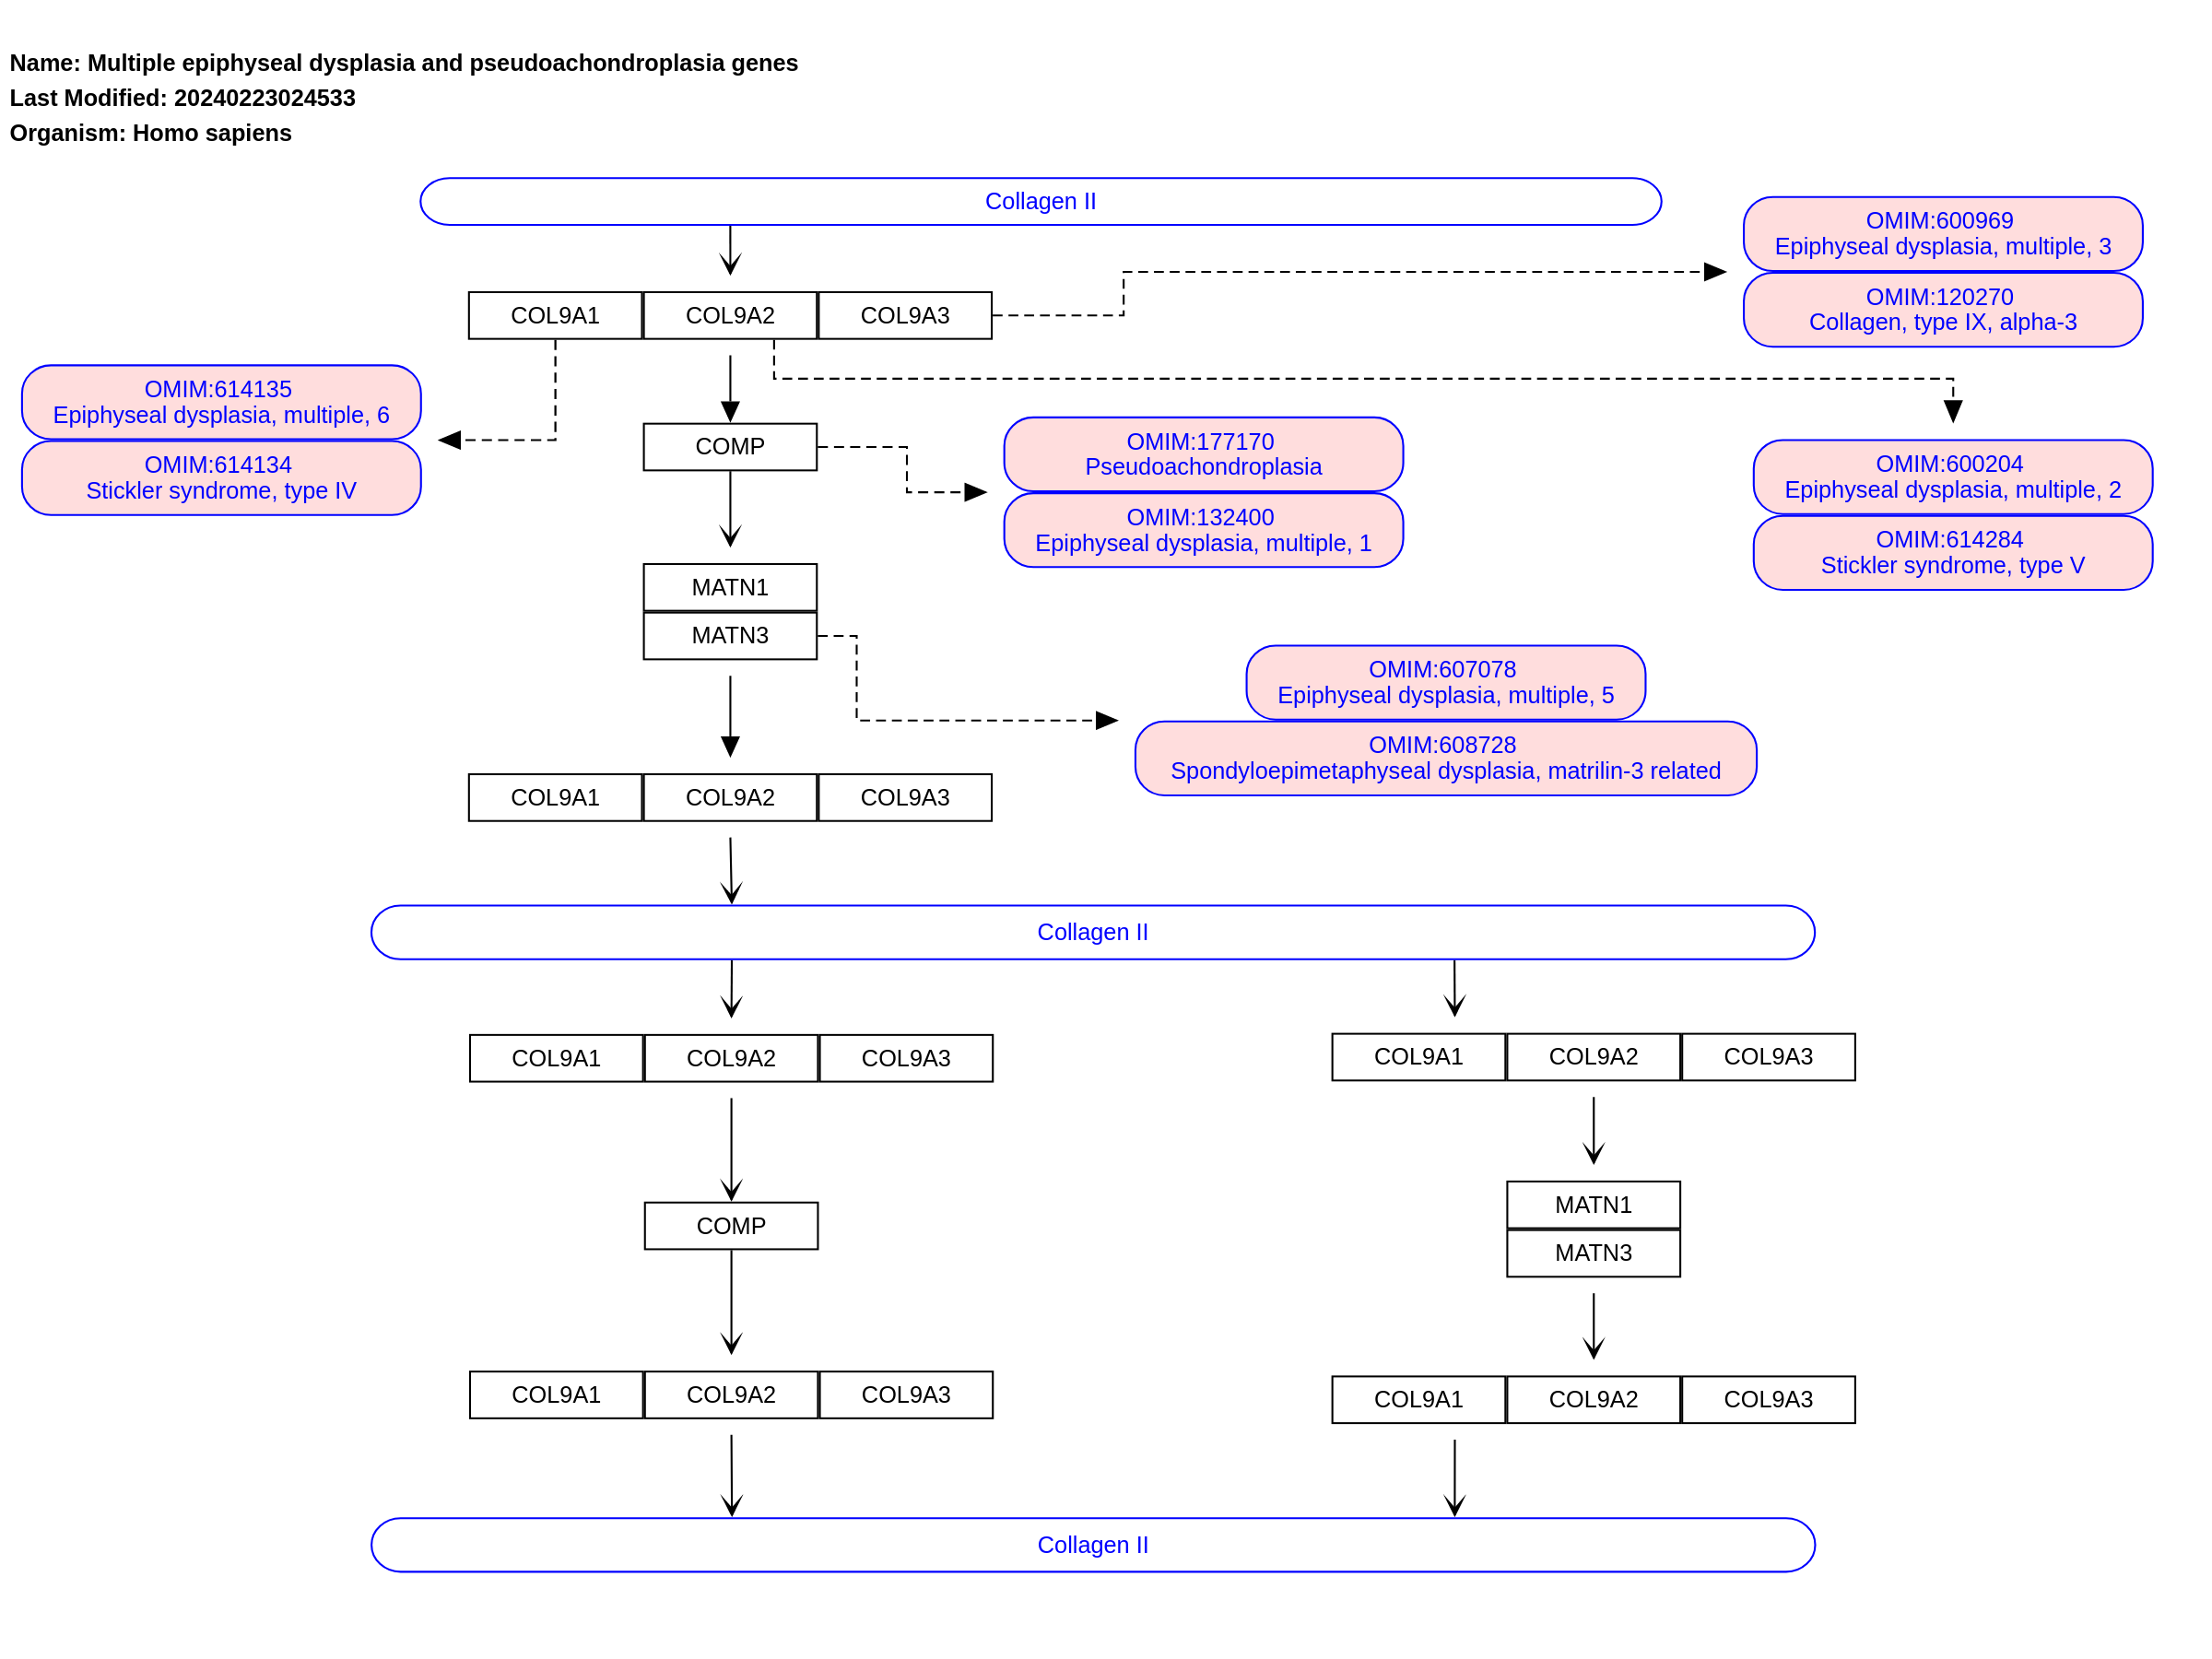 Name: Multiple epiphyseal dysplasia and pseudoachondroplasia genes
Last Modified: 20240223024533
Organism: Homo sapiens
Collagen II
OMIM:600969
Epiphyseal dysplasia, multiple, 3
OMIM:120270
Collagen, type IX, alpha-3
COL9A1 COL9A2 COL9A3
OMIM:614135
Epiphyseal dysplasia, multiple, 6
OMIM:614134
Stickler syndrome, type IV
COMP
OMIM:177170
Pseudoachondroplasia
OMIM:132400
Epiphyseal dysplasia, multiple, 1
OMIM:600204
Epiphyseal dysplasia, multiple, 2
OMIM:614284
Stickler syndrome, type V
MATN1
MATN3
OMIM:607078
Epiphyseal dysplasia, multiple, 5
OMIM:608728
Spondyloepimetaphyseal dysplasia, matrilin-3 related
COL9A1 COL9A2 COL9A3
Collagen II
COL9A1 COL9A2 COL9A3
COL9A1 COL9A2 COL9A3
COMP
MATN1
MATN3
COL9A1 COL9A2 COL9A3
COL9A1 COL9A2 COL9A3
Collagen II